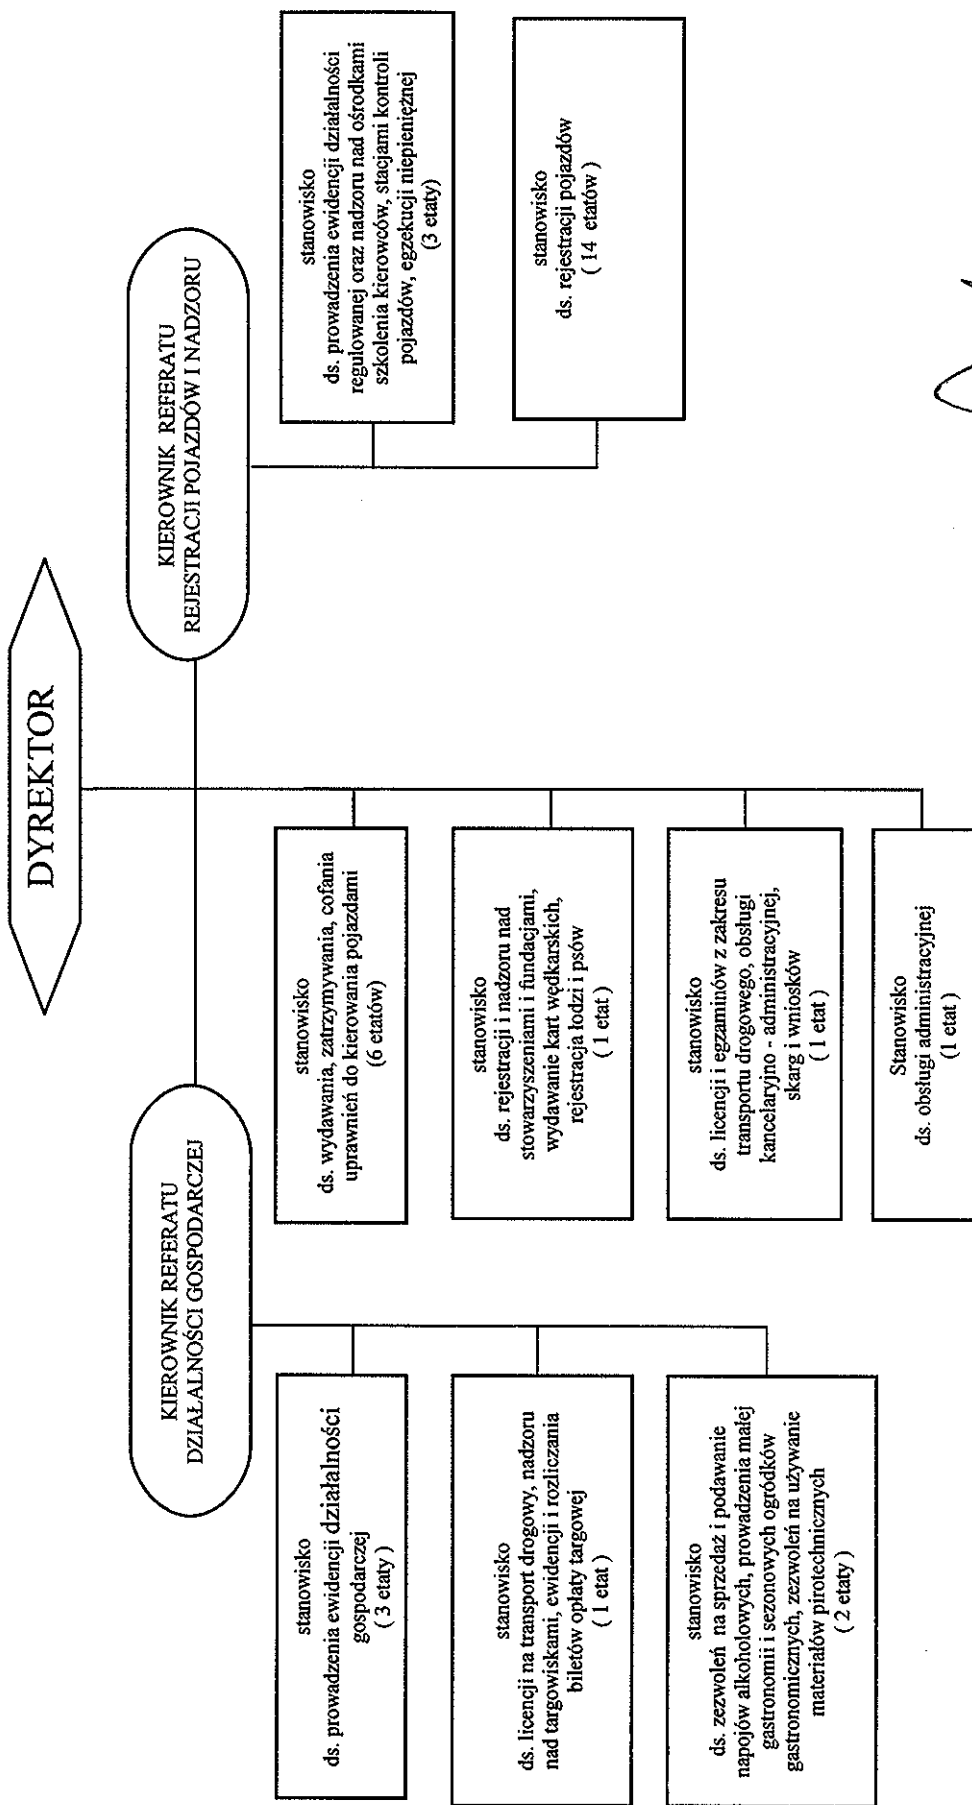 DYREKTOR
KIEROWNIK REFERATU
DZIAŁALNOŚCI GOSPODARCZEJ
KIEROWNIK REFERATU
REJESTRACJI POJAZDÓW I NADZORU
stanowisko
ds. prowadzenia ewidencji działalności
gospodarczej
( 3 etaty )
stanowisko
ds. licencji na transport drogowy, nadzoru
nad targowiskami, ewidencji i rozliczania
biletów opłaty targowej
( 1 etat )
stanowisko
ds. zezwoleń na sprzedaż i podawanie
napojów alkoholowych, prowadzenia małej
gastronomii i sezonowych ogródków
gastronomicznych, zezwoleń na używanie
materiałów pirotechnicznych
( 2 etaty )
stanowisko
ds. wydawania, zatrzymywania, cofania
uprawnień do kierowania pojazdami
(6 etatów)
stanowisko
ds. rejestracji i nadzoru nad
stowarzyszeniami i fundacjami,
wydawanie kart wędkarskich,
rejestracja łodzi i psów
( 1 etat )
stanowisko
ds. licencji i egzaminów z zakresu
transportu drogowego, obsługi
kancelaryjno - administracyjnej,
skarg i wniosków
( 1 etat )
Stanowisko
ds. obsługi administracyjnej
(1 etat )
stanowisko
ds. prowadzenia ewidencji działalności
regulowanej oraz nadzoru nad ośrodkami
szkolenia kierowców, stacjami kontroli
pojazdów, egzekucji niepieniężnej
(3 etaty)
stanowisko
ds. rejestracji pojazdów
( 14 etatów )